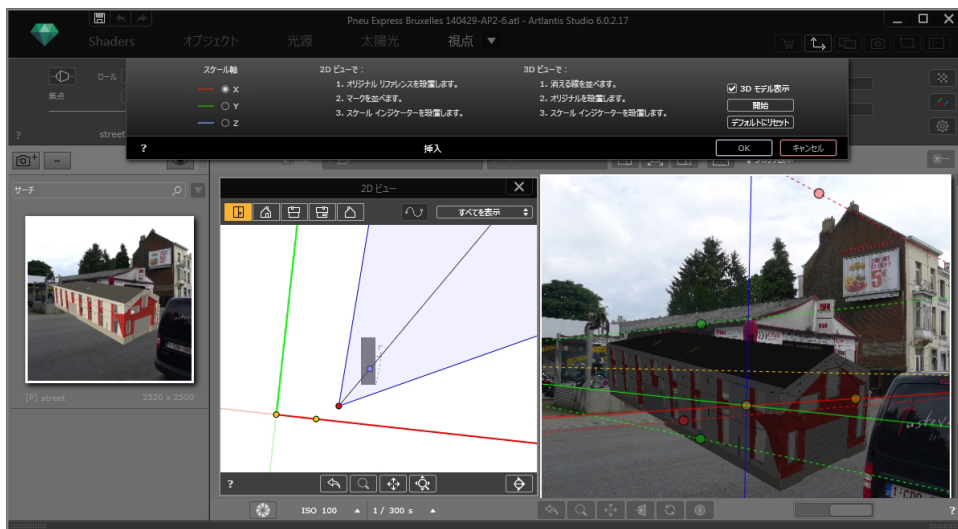 Pneu Express Bruxelles 140429-AP2-6.atl - Artlantis Studio 6.0.2.17
Shaders オブジェクト 光源 太陽光 視点
ロール
焦点
? street
スケール軸
X
Y
Z
2D ビューで：
1. オリジナル リファレンスを設置します。
2. マークを並べます。
3. スケール インジケーターを設置します。
3D ビューで：
1. 消える線を並べます。
2. オリジナルを設置します。
3. スケール インジケーターを設置します。
3D モデル表示
開始
デフォルトにリセット
? 挿入 OK キャンセル
サーチ
[P] street 2520 x 2500
2D ビュー
すべてを表示
?
ISO 100 1 / 300 s
5€
?